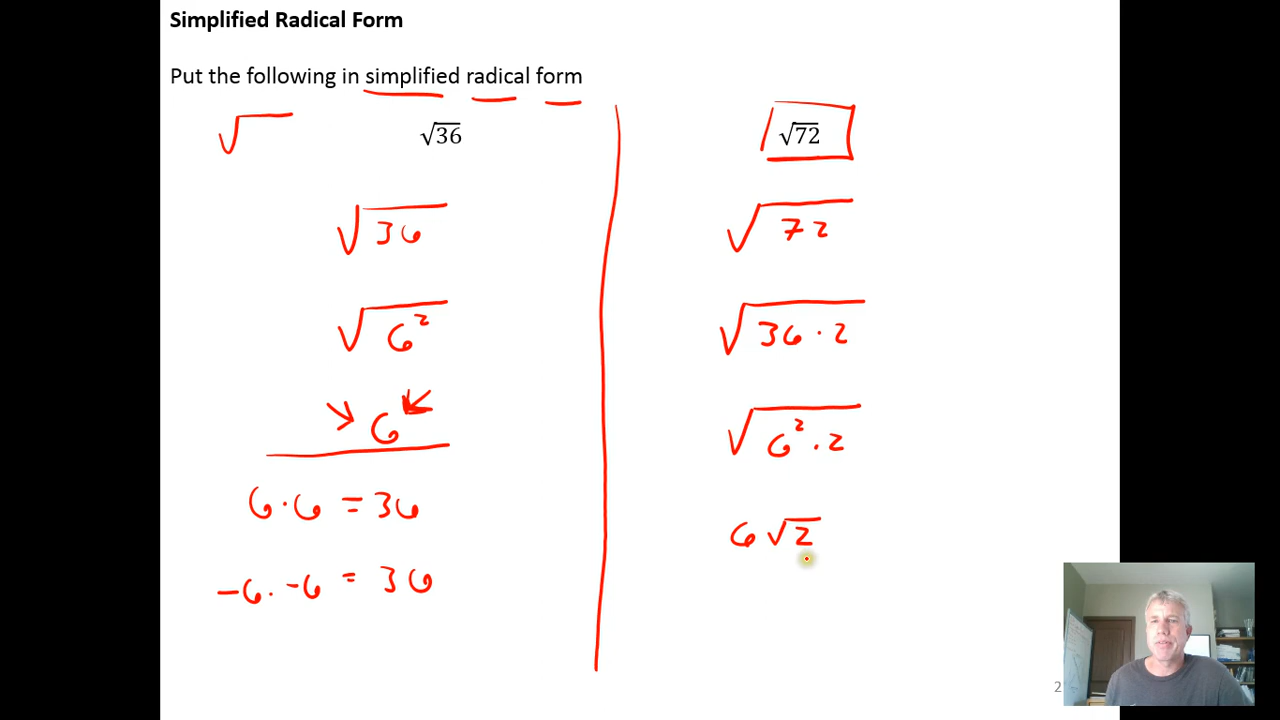 Simplified Radical Form
Put the following in simplified radical form
√
√36
√36
√6²
6
6 · 6 = 36
-6 · -6 = 36
√72
√72
√36 · 2
√6² · 2
6 √2
2